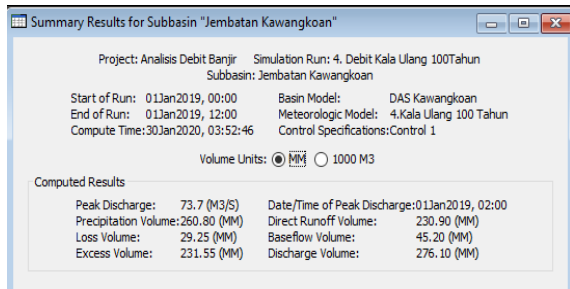 Summary Results for Subbasin "Jembatan Kawangkoan"
Project: Analisis Debit Banjir Simulation Run: 4. Debit Kala Ulang 100Tahun
Subbasin: Jembatan Kawangkoan
Start of Run: 01Jan2019, 00:00 Basin Model: DAS Kawangkoan
End of Run: 01Jan2019, 12:00 Meteorologic Model: 4.Kala Ulang 100 Tahun
Compute Time:30Jan2020, 03:52:46 Control Specifications:Control 1
Volume Units: MM 1000 M3
Computed Results
Peak Discharge: 73.7 (M3/S) Date/Time of Peak Discharge:01Jan2019, 02:00
Precipitation Volume:260.80 (MM) Direct Runoff Volume: 230.90 (MM)
Loss Volume: 29.25 (MM) Baseflow Volume: 45.20 (MM)
Excess Volume: 231.55 (MM) Discharge Volume: 276.10 (MM)